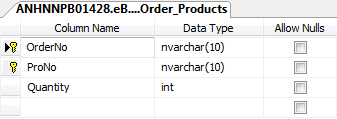 ANHNNPB01428.eB....Order_Products
Column Name Data Type Allow Nulls
OrderNo nvarchar(10)
ProNo nvarchar(10)
Quantity int